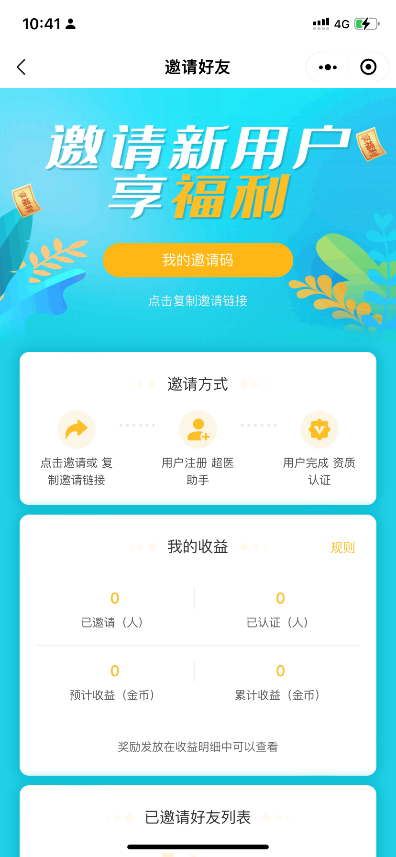 10:41
4G
邀请好友
邀请新用户
享福利
我的邀请码
点击复制邀请链接
邀请方式
点击邀请或 复
制邀请链接
用户注册 超医
助手
用户完成 资质
认证
我的收益
规则
0
0
已邀请（人）
已认证（人）
0
0
预计收益（金币）
累计收益（金币）
奖励发放在收益明细中可以查看
已邀请好友列表